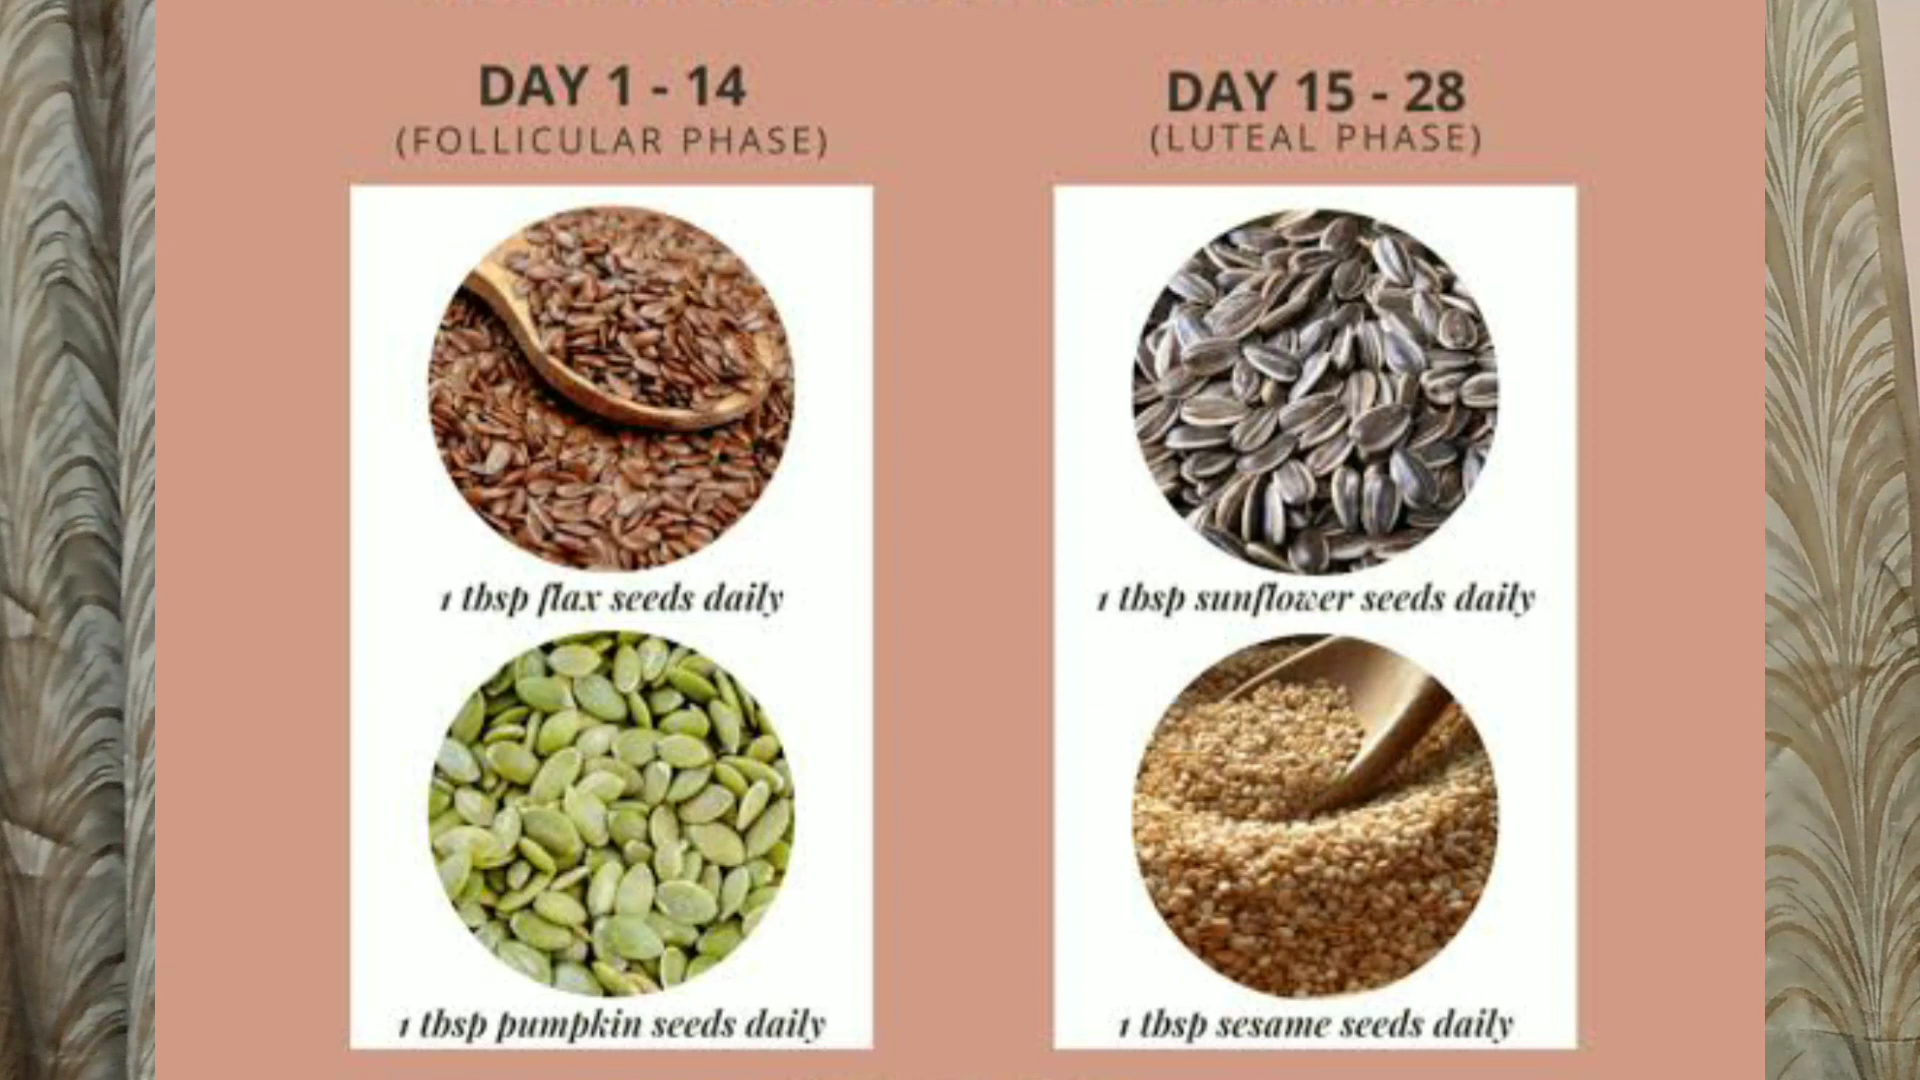 DAY 1 - 14
(FOLLICULAR PHASE)
1 tbsp flax seeds daily
1 tbsp pumpkin seeds daily
DAY 15 - 28
(LUTEAL PHASE)
1 tbsp sunflower seeds daily
1 tbsp sesame seeds daily